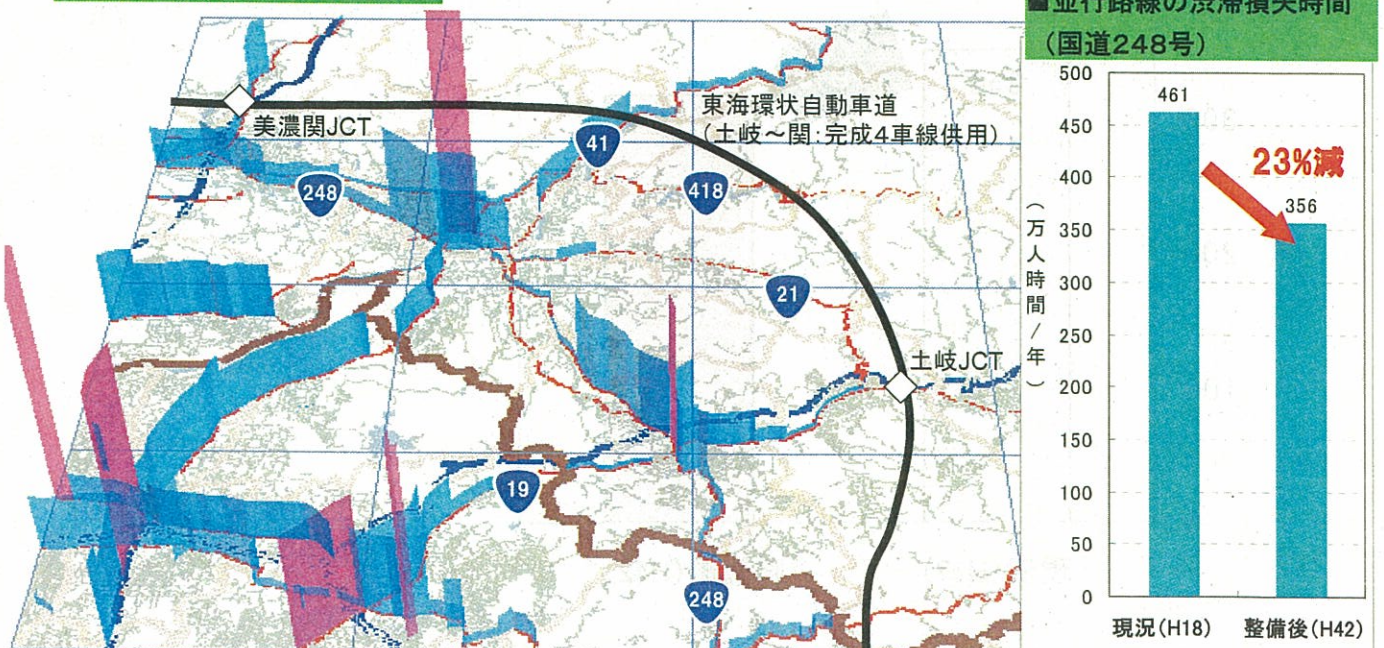 ■並行路線の渋滞損失時間
（国道248号）
美濃関JCT
東海環状自動車道
（土岐～関：完成4車線供用）
41
248
418
21
土岐JCT
19
248
（万人時間/年）
500
450
400
350
300
250
200
150
100
50
0
461
23%減
356
現況（H18）
整備後（H42）